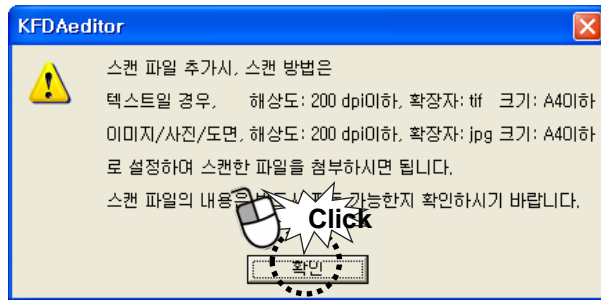 KFDAeditor
스캔 파일 추가시, 스캔 방법은
텍스트일 경우, 해상도: 200 dpi이하, 확장자: tif 크기: A4이하
이미지/사진/도면, 해상도: 200 dpi이하, 확장자: jpg 크기: A4이하
로 설정하여 스캔한 파일을 첨부하시면 됩니다.
스캔 파일의 내용은 가능한지 확인하시기 바랍니다.
Click
확인